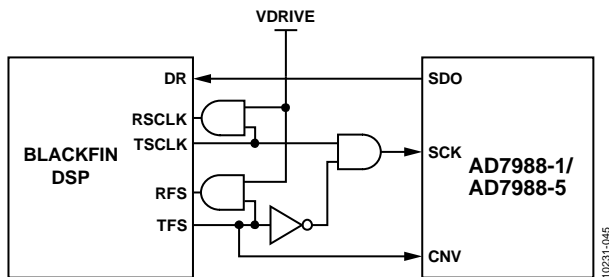 VDRIVE
DR
SDO
RSCLK
TSCLK
BLACKFIN
DSP
SCK
AD7988-1/
AD7988-5
RFS
TFS
CNV
10231-045